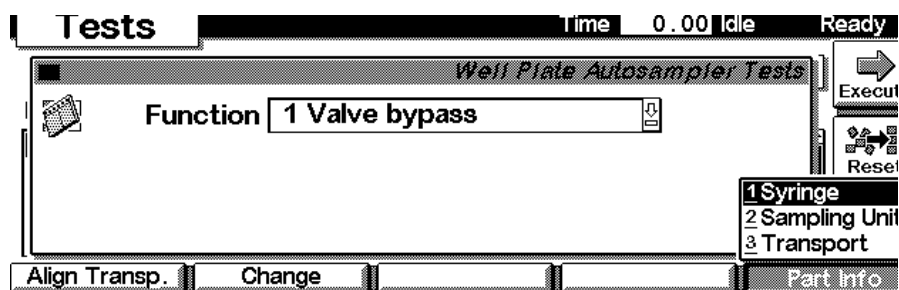 Tests Time 0.00 Idle Ready
Well Plate Autosampler Tests
Execut
Function 1 Valve bypass
Reset
1 Syringe
2 Sampling Unit
3 Transport
Align Transp. Change Part Info